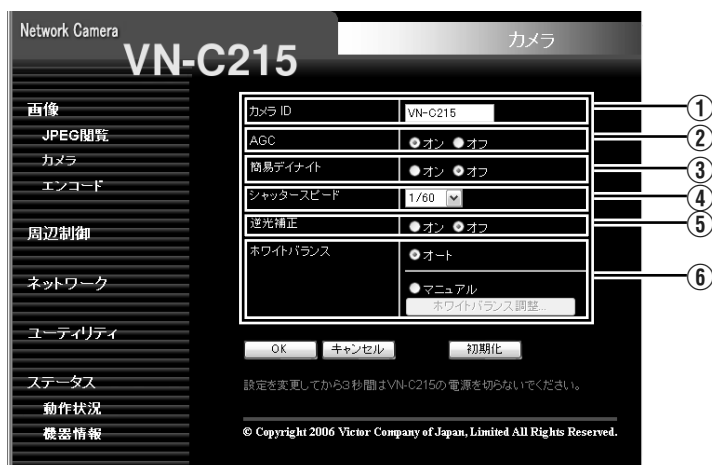 Network Camera
VN-C215
カメラ
画像
JPEG閲覧
カメラ
エンコード
周辺制御
ネットワーク
ユーティリティ
ステータス
動作状況
機器情報
カメラ ID
VN-C215
①
AGC
オン オフ
②
簡易デイナイト
オン オフ
③
シャッタースピード
1/60
④
逆光補正
オン オフ
⑤
ホワイトバランス
オート
マニュアル
ホワイトバランス調整...
⑥
OK
キャンセル
初期化
設定を変更してから3秒間はVN-C215の電源を切らないでください。
© Copyright 2006 Victor Company of Japan, Limited All Rights Reserved.